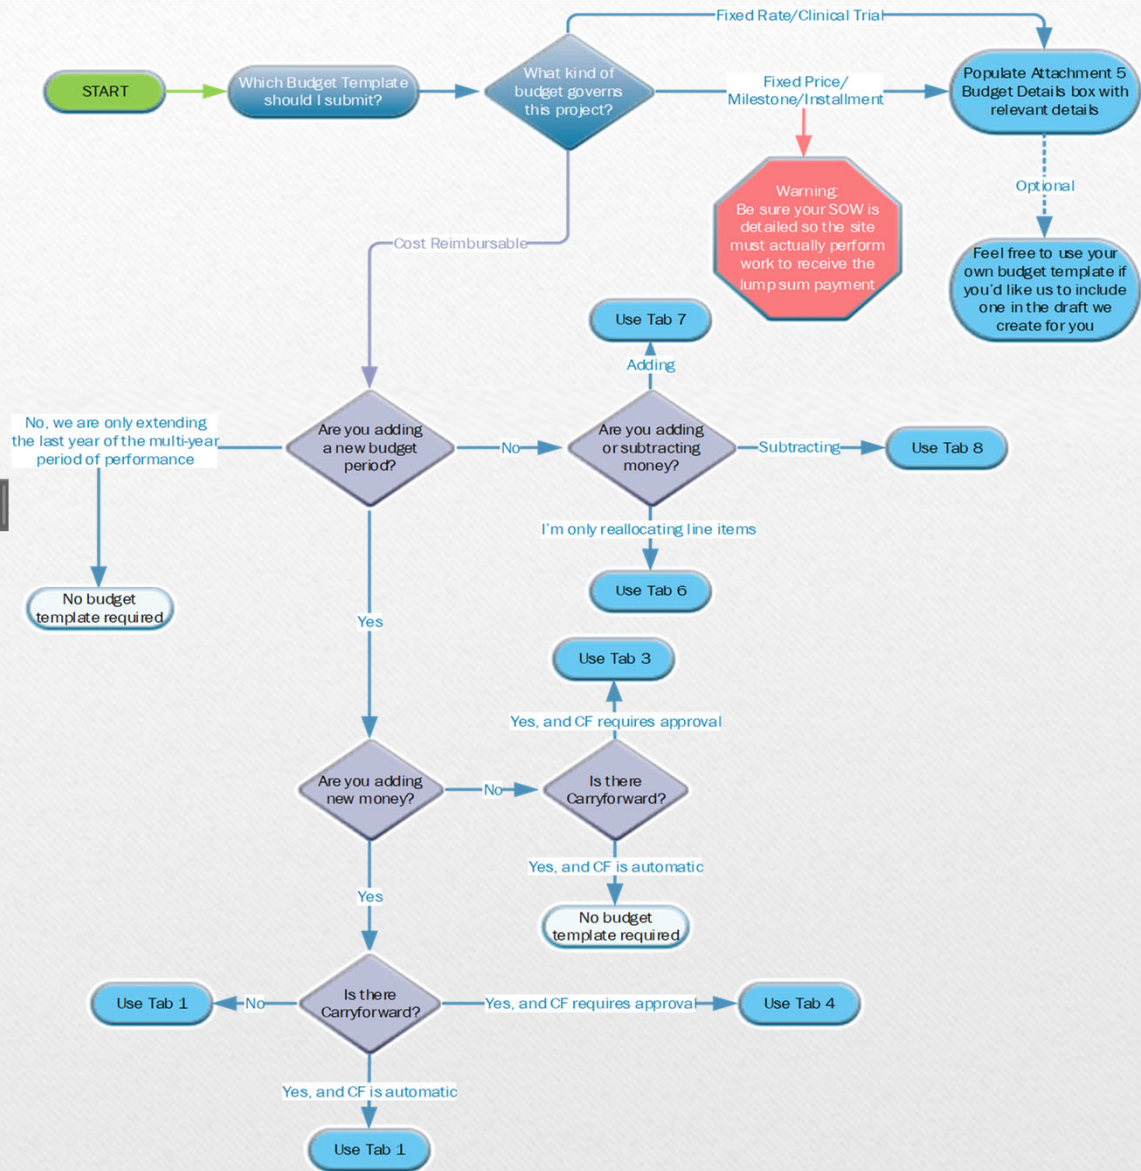 Fixed Rate/Clinical Trial
START
Which Budget Template
should I submit?
What kind of
budget governs
this project?
Fixed Price/
Milestone/Installment
Populate Attachment 5
Budget Details box with
relevant details
Warning:
Be sure your SOW is
detailed so the site
must actually perform
work to receive the
lump sum payment
Optional
Feel free to use your
own budget template if
you'd like us to include
one in the draft we
create for you
Cost Reimbursable
Use Tab 7
Adding
No, we are only extending
the last year of the multi-year
period of performance
Are you adding
a new budget
period?
No
Are you adding
or subtracting
money?
Subtracting
Use Tab 8
I'm only reallocating line items
Use Tab 6
No budget
template required
Yes
Use Tab 3
Yes, and CF requires approval
Are you adding
new money?
No
Is there
Carryforward?
Yes, and CF is automatic
No budget
template required
Yes
Use Tab 1
No
Is there
Carryforward?
Yes, and CF requires approval
Use Tab 4
Yes, and CF is automatic
Use Tab 1